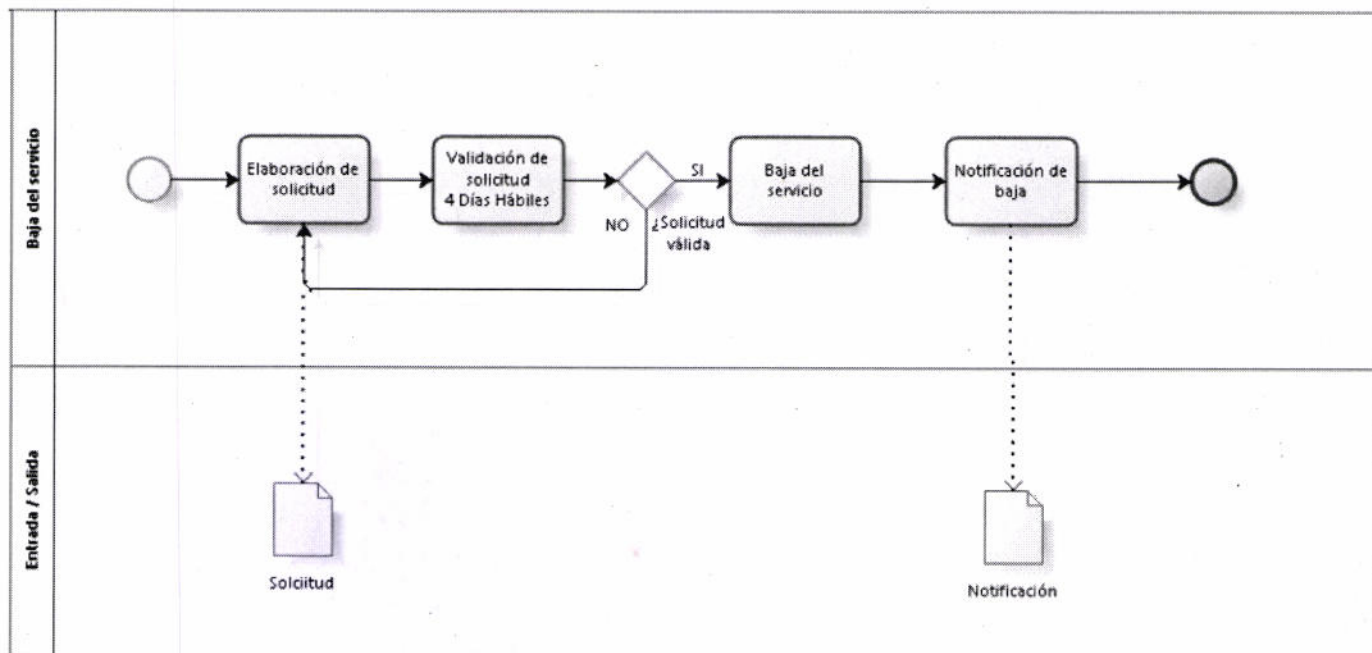 Baja del servicio
Elaboración de
solicitud
Validación de
solicitud
4 Días Hábiles
SI
NO
¿Solicitud
válida
Baja del
servicio
Notificación de
baja
Entrada / Salida
Solciitud
Notificación